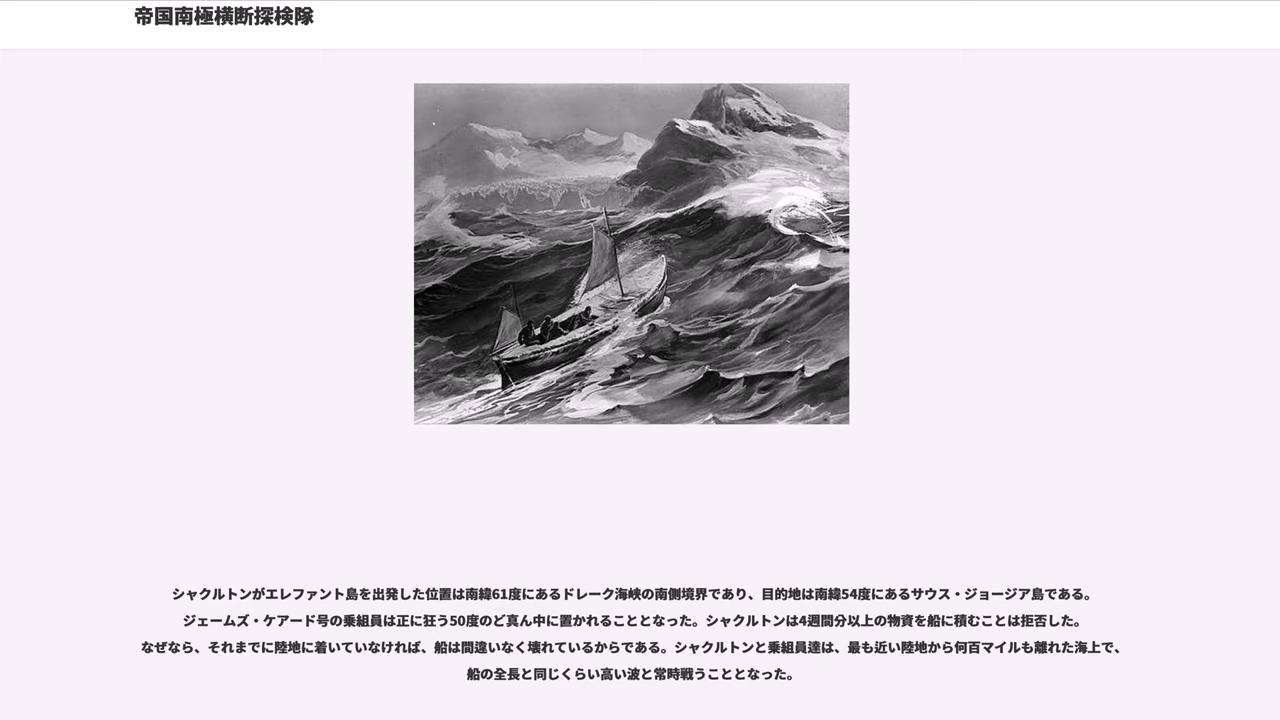 帝国南極横断探検隊
シャクルトンがエレファント島を出発した位置は南緯61度にあるドレーク海峡の南側境界であり、目的地は南緯54度にあるサウス・ジョージア島である。
ジェームズ・ケアード号の乗組員は正に狂う50度のど真ん中に置かれることとなった。シャクルトンは4週間分以上の物資を船に積むことは拒否した。
なぜなら、それまでに陸地に着いていなければ、船は間違いなく壊れているからである。シャクルトンと乗組員達は、最も近い陸地から何百マイルも離れた海上で、
船の全長と同じくらい高い波と常時戦うこととなった。